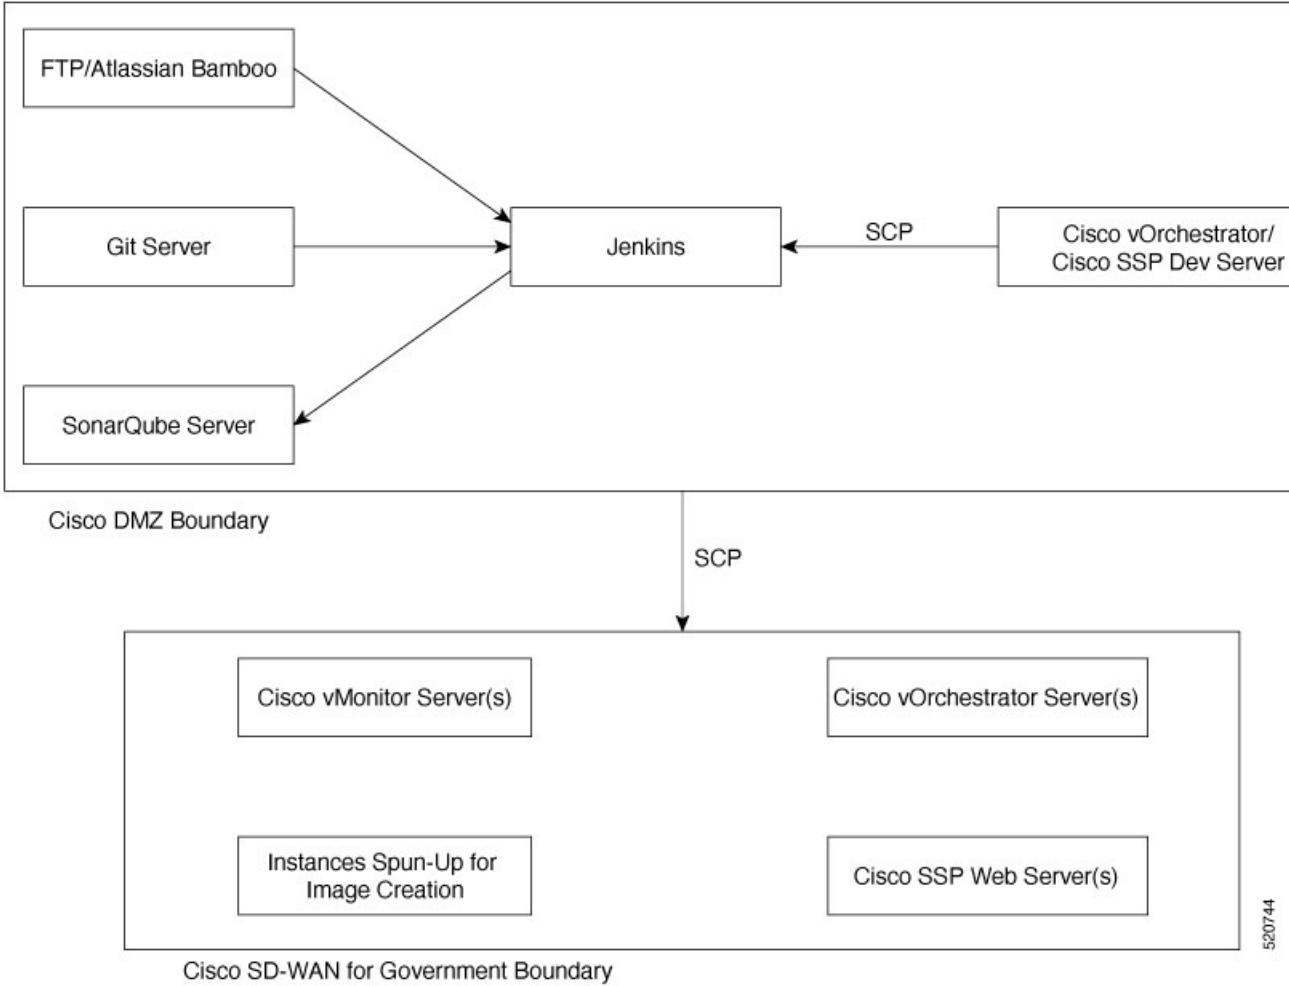 FTP/Atlassian Bamboo
Git Server
Jenkins
SCP
Cisco vOrchestrator/
Cisco SSP Dev Server
SonarQube Server
Cisco DMZ Boundary
SCP
Cisco vMonitor Server(s)
Cisco vOrchestrator Server(s)
Instances Spun-Up for
Image Creation
Cisco SSP Web Server(s)
520744
Cisco SD-WAN for Government Boundary